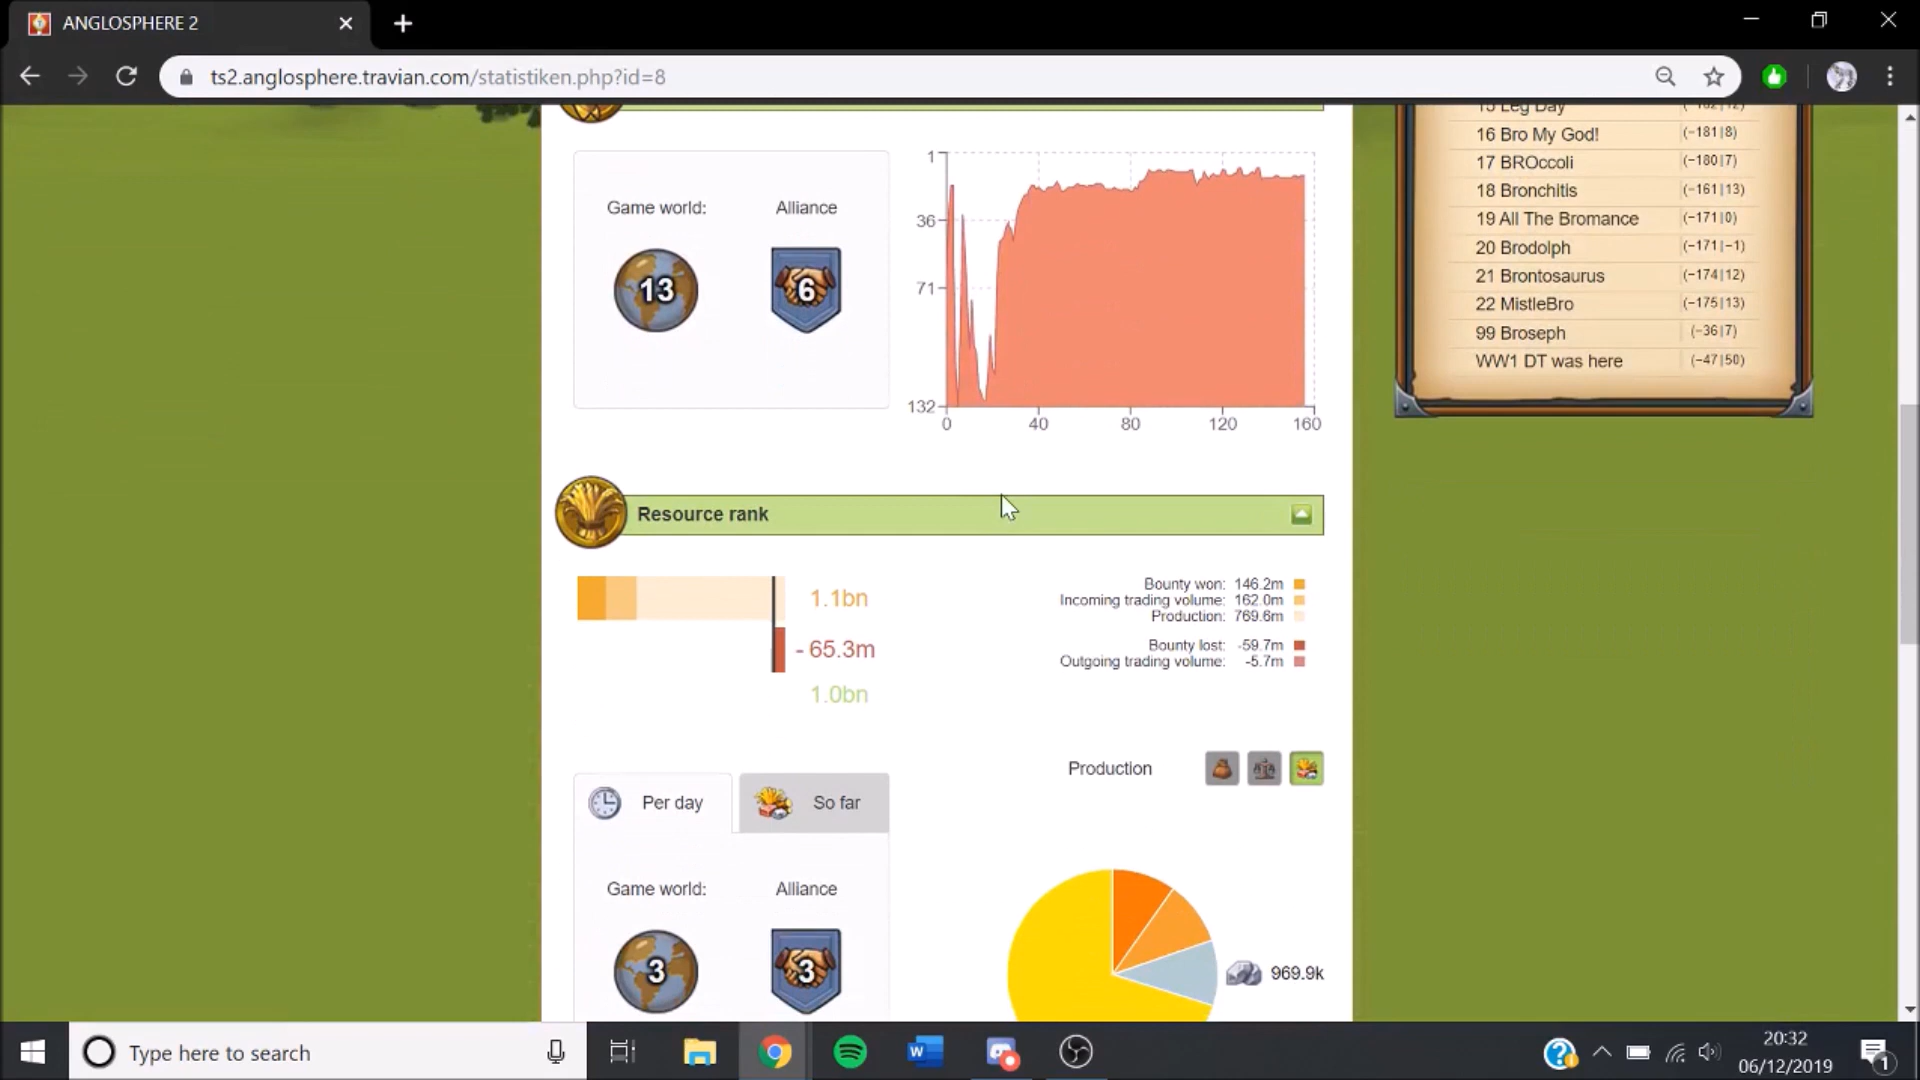 ANGLOSPHERE 2
ts2.anglosphere.travian.com/statistiken.php?id=8
15 Leg Day (-162|12)
16 Bro My God! (-181|8)
17 BROccoli (-180|7)
18 Bronchitis (-161|13)
19 All The Bromance (-171|0)
20 Brodolph (-171|-1)
21 Brontosaurus (-174|12)
22 MistleBro (-175|13)
99 Broseph (-36|7)
WW1 DT was here (-47|50)
Game world: Alliance
13 6
1
36
71
132
0 40 80 120 160
Resource rank
1.1bn
- 65.3m
1.0bn
Bounty won: 146.2m
Incoming trading volume: 162.0m
Production: 769.6m
Bounty lost: -59.7m
Outgoing trading volume: -5.7m
Production
Per day So far
Game world: Alliance
3 3
969.9k
Type here to search
20:32
06/12/2019
1